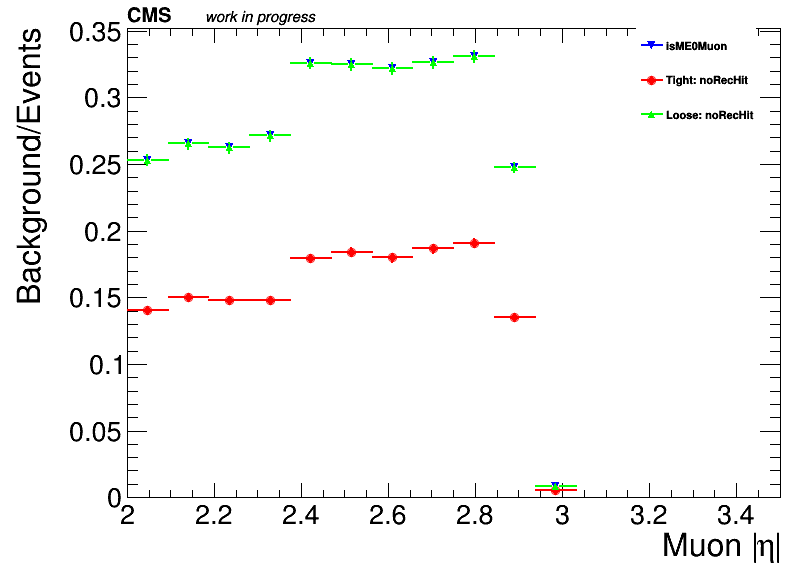 CMS work in progress
Background/Events
0.35
0.3
0.25
0.2
0.15
0.1
0.05
0
isME0Muon
Tight: noRecHit
Loose: noRecHit
2 2.2 2.4 2.6 2.8 3 3.2 3.4
Muon |η|